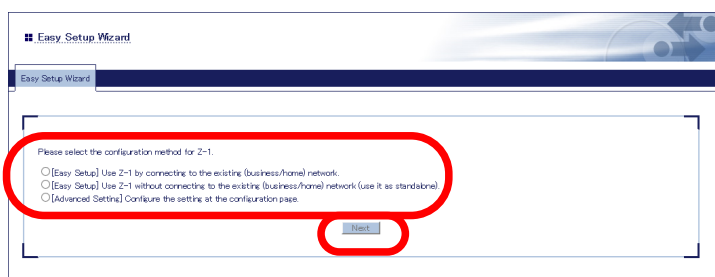 Easy Setup Wizard
Easy Setup Wizard
Please select the configuration method for Z-1.
[Easy Setup] Use Z-1 by connecting to the existing (business/home) network.
[Easy Setup] Use Z-1 without connecting to the existing (business/home) network (use it as standalone).
[Advanced Setting] Configure the setting at the configuration page.
Next